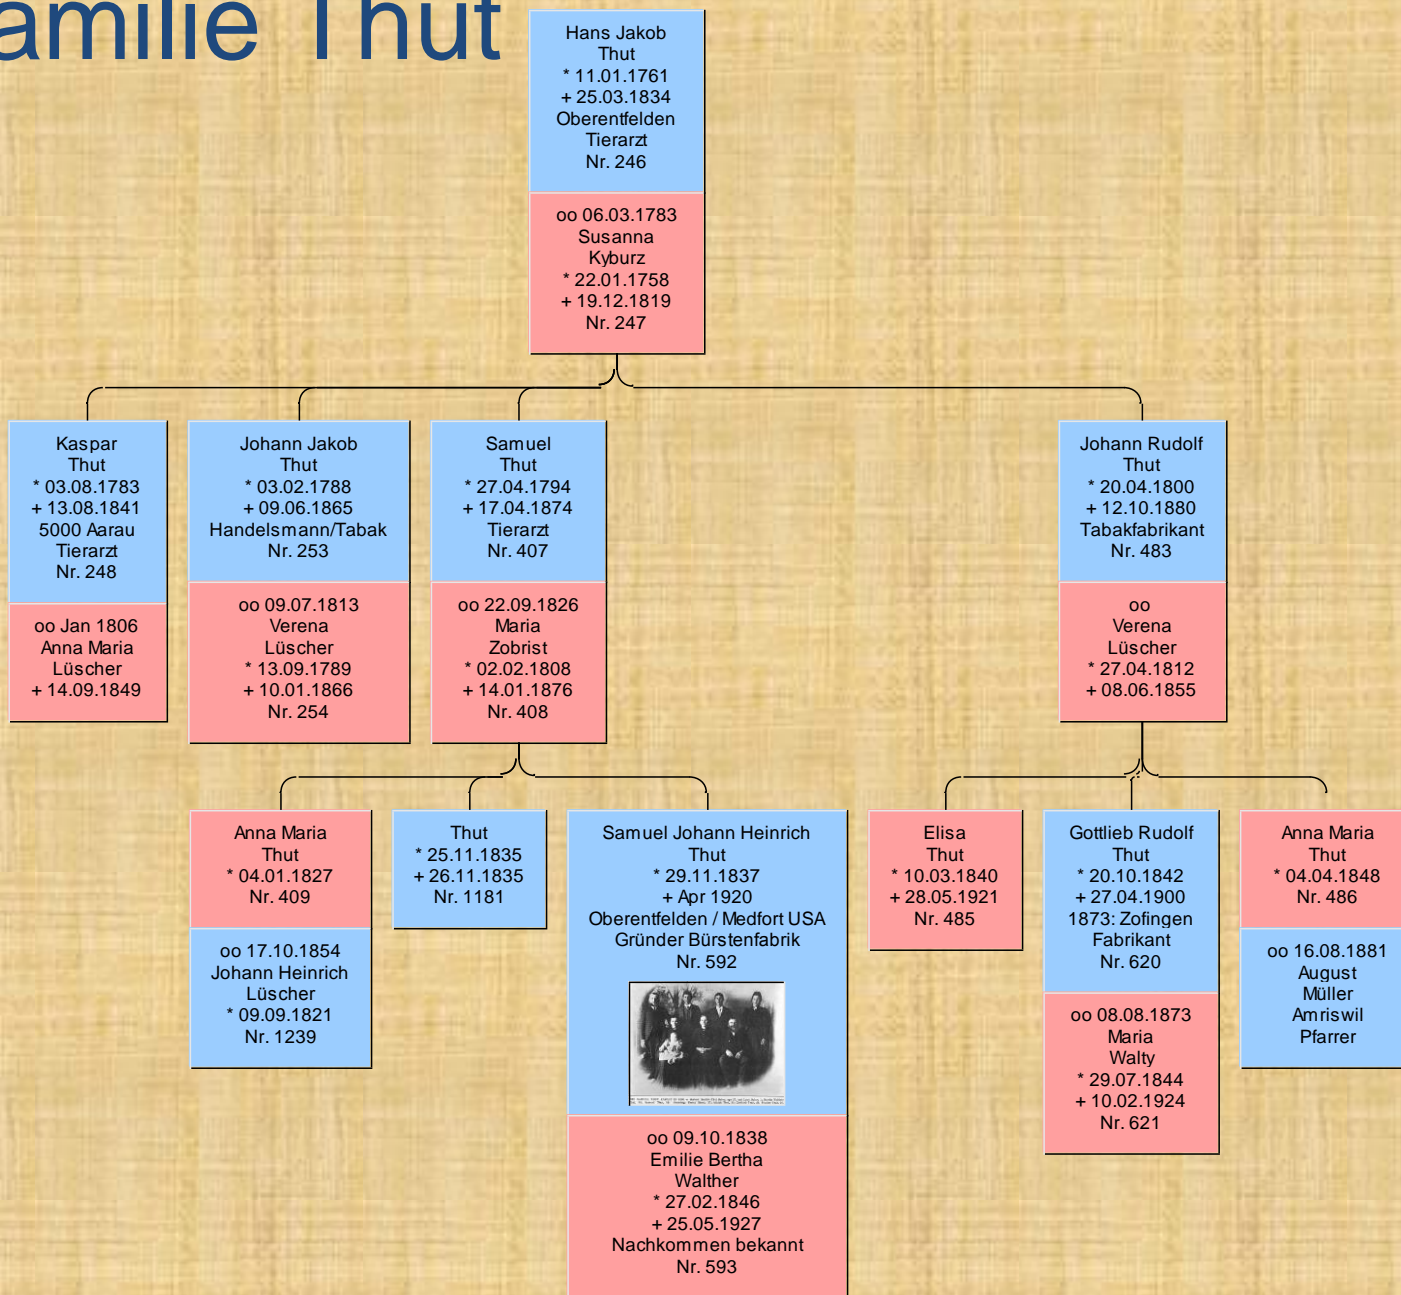 amilie Thut
Hans Jakob
Thut
* 11.01.1761
+ 25.03.1834
Oberentfelden
Tierarzt
Nr. 246
oo 06.03.1783
Susanna
Kyburz
* 22.01.1758
+ 19.12.1819
Nr. 247
Kaspar
Thut
* 03.08.1783
+ 13.08.1841
5000 Aarau
Tierarzt
Nr. 248
oo Jan 1806
Anna Maria
Lüscher
+ 14.09.1849
Johann Jakob
Thut
* 03.02.1788
+ 09.06.1865
Handelsmann/Tabak
Nr. 253
oo 09.07.1813
Verena
Lüscher
* 13.09.1789
+ 10.01.1866
Nr. 254
Samuel
Thut
* 27.04.1794
+ 17.04.1874
Tierarzt
Nr. 407
oo 22.09.1826
Maria
Zobrist
* 02.02.1808
+ 14.01.1876
Nr. 408
Johann Rudolf
Thut
* 20.04.1800
+ 12.10.1880
Tabakfabrikant
Nr. 483
oo
Verena
Lüscher
* 27.04.1812
+ 08.06.1855
Anna Maria
Thut
* 04.01.1827
Nr. 409
oo 17.10.1854
Johann Heinrich
Lüscher
* 09.09.1821
Nr. 1239
Thut
* 25.11.1835
+ 26.11.1835
Nr. 1181
Samuel Johann Heinrich
Thut
* 29.11.1837
+ Apr 1920
Oberentfelden / Medfort USA
Gründer Bürstenfabrik
Nr. 592
oo 09.10.1838
Emilie Bertha
Walther
* 27.02.1846
+ 25.05.1927
Nachkommen bekannt
Nr. 593
Elisa
Thut
* 10.03.1840
+ 28.05.1921
Nr. 485
Gottlieb Rudolf
Thut
* 20.10.1842
+ 27.04.1900
1873: Zofingen
Fabrikant
Nr. 620
oo 08.08.1873
Maria
Walty
* 29.07.1844
+ 10.02.1924
Nr. 621
Anna Maria
Thut
* 04.04.1848
Nr. 486
oo 16.08.1881
August
Müller
Amriswil
Pfarrer